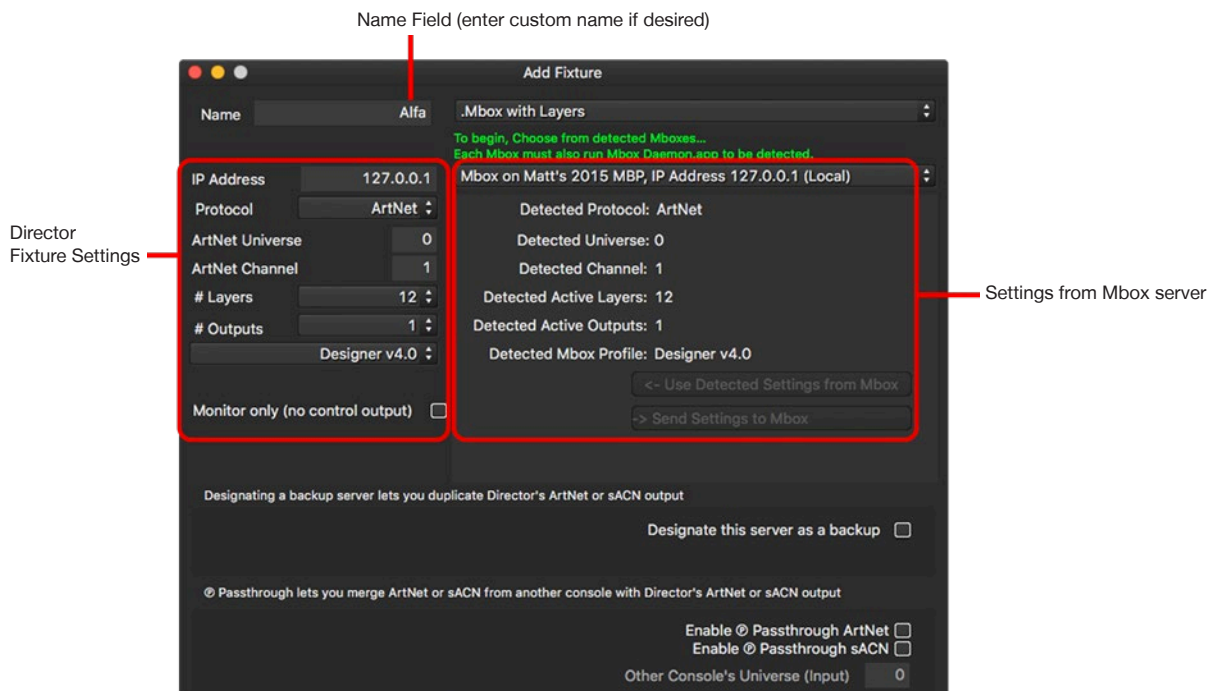 Name Field (enter custom name if desired)
Add Fixture
Name Alfa .Mbox with Layers
To begin, Choose from detected Mboxes...
Each Mbox must also run Mbox Daemon.app to be detected.
IP Address 127.0.0.1 Mbox on Matt's 2015 MBP, IP Address 127.0.0.1 (Local)
Protocol ArtNet Detected Protocol: ArtNet
Director
Fixture Settings
ArtNet Universe 0 Detected Universe: 0
ArtNet Channel 1 Detected Channel: 1
# Layers 12 Detected Active Layers: 12
Settings from Mbox server
# Outputs 1 Detected Active Outputs: 1
Designer v4.0 Detected Mbox Profile: Designer v4.0
<- Use Detected Settings from Mbox
Monitor only (no control output)
-> Send Settings to Mbox
Designating a backup server lets you duplicate Director's ArtNet or sACN output
Designate this server as a backup
℗ Passthrough lets you merge ArtNet or sACN from another console with Director's ArtNet or sACN output
Enable ℗ Passthrough ArtNet
Enable ℗ Passthrough sACN
Other Console's Universe (Input) 0